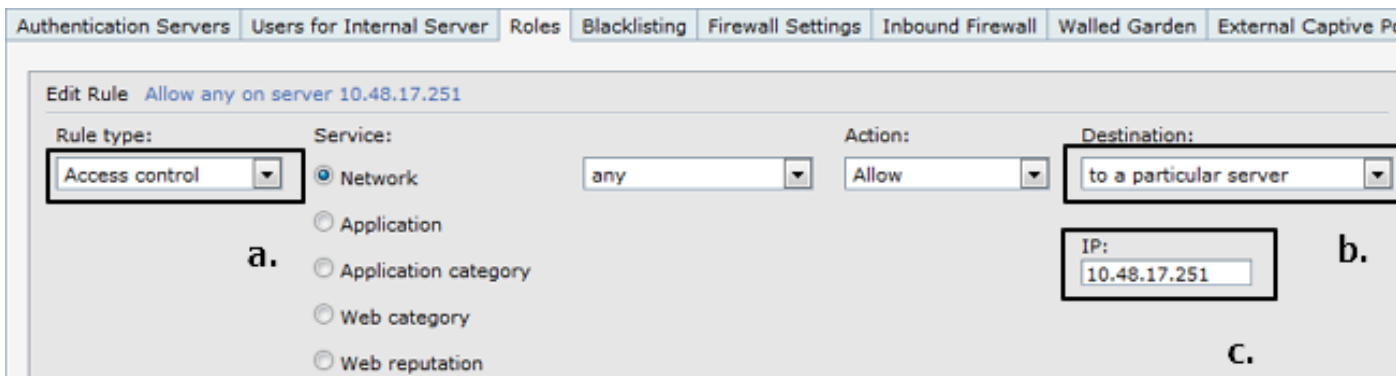 Authentication Servers Users for Internal Server Roles Blacklisting Firewall Settings Inbound Firewall Walled Garden External Captive Po
Edit Rule Allow any on server 10.48.17.251
Rule type: Service: Action: Destination:
Access control Network any Allow to a particular server
Application
a. IP: b.
Application category 10.48.17.251
Web category
Web reputation c.